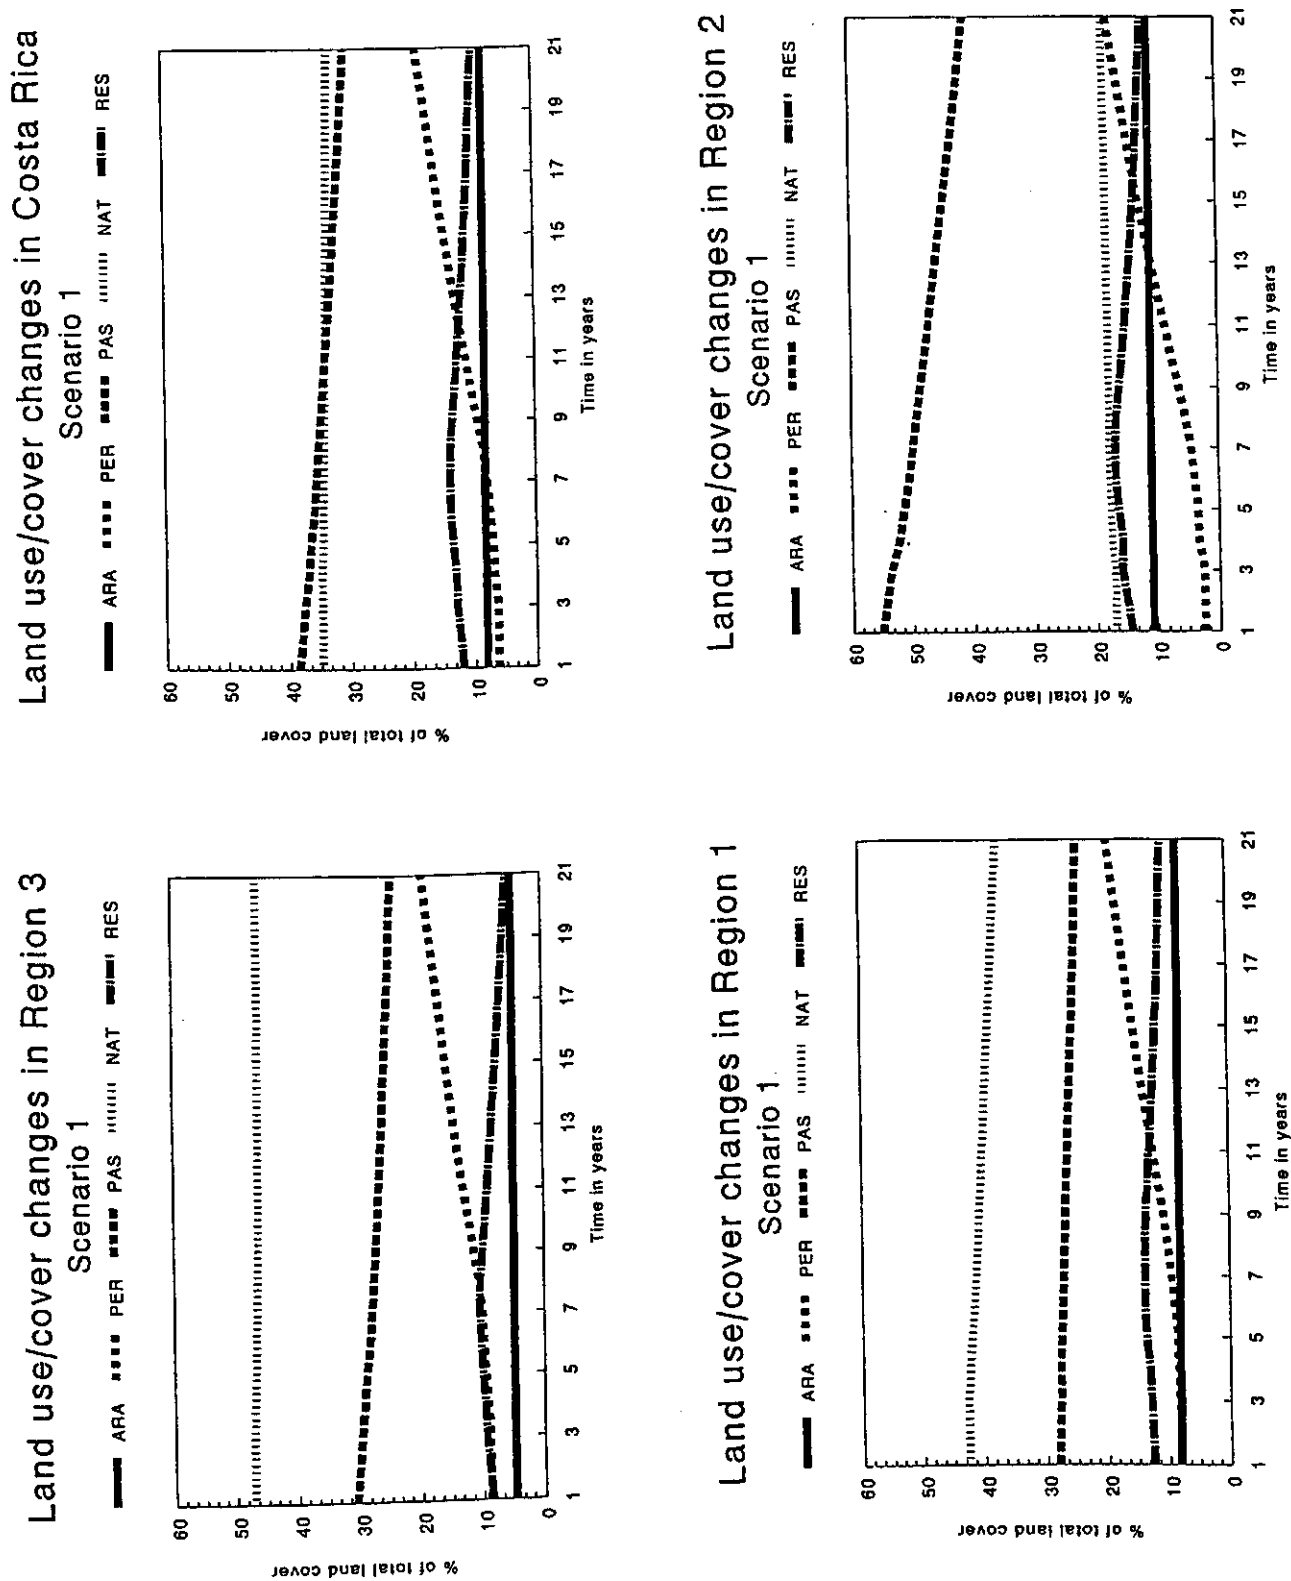 Land use/cover changes in Costa Rica
Scenario 1
ARA PER PAS NAT RES
% of total land cover
60
50
40
30
20
10
0
1 3 5 7 9 11 13 15 17 19 21
Time in years
Land use/cover changes in Region 2
Scenario 1
ARA PER PAS NAT RES
% of total land cover
60
50
40
30
20
10
0
1 3 5 7 9 11 13 15 17 19 21
Time in years
Land use/cover changes in Region 3
Scenario 1
ARA PER PAS NAT RES
% of total land cover
60
50
40
30
20
10
0
1 3 5 7 9 11 13 15 17 19 21
Time in years
Land use/cover changes in Region 1
Scenario 1
ARA PER PAS NAT RES
% of total land cover
60
50
40
30
20
10
0
1 3 5 7 9 11 13 15 17 19 21
Time in years